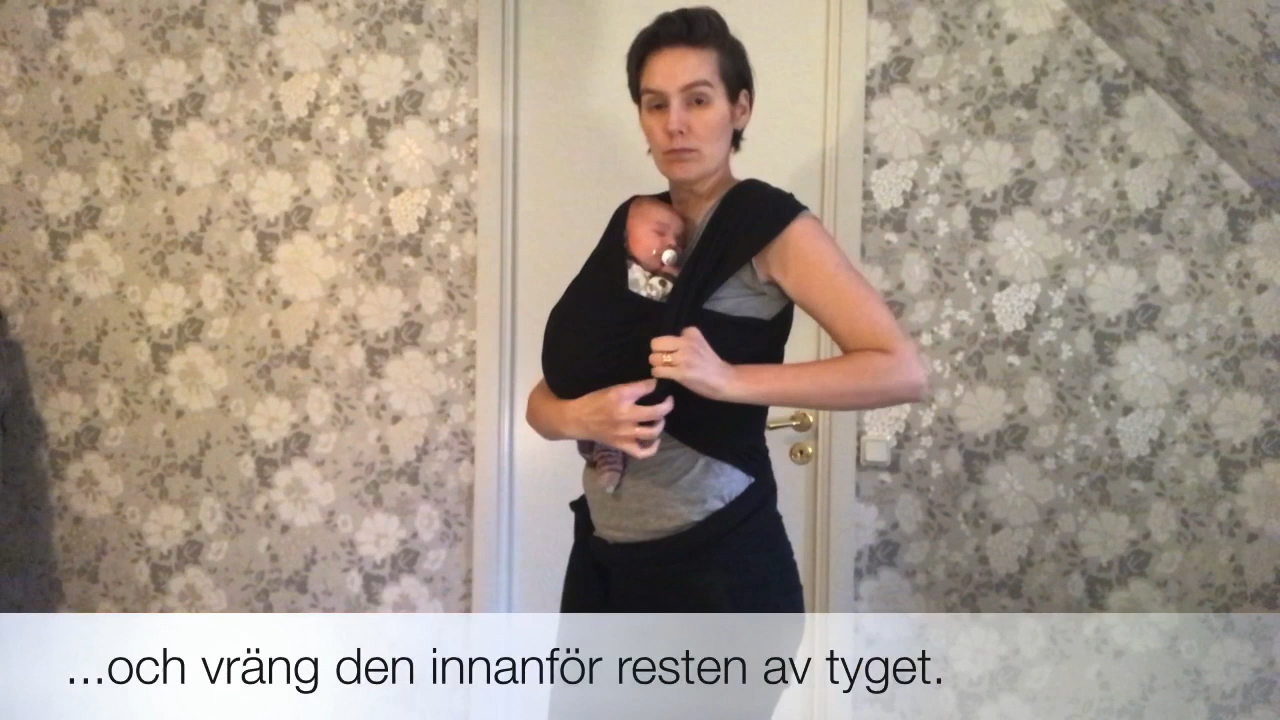 ...och vräng den innanför resten av tyget.